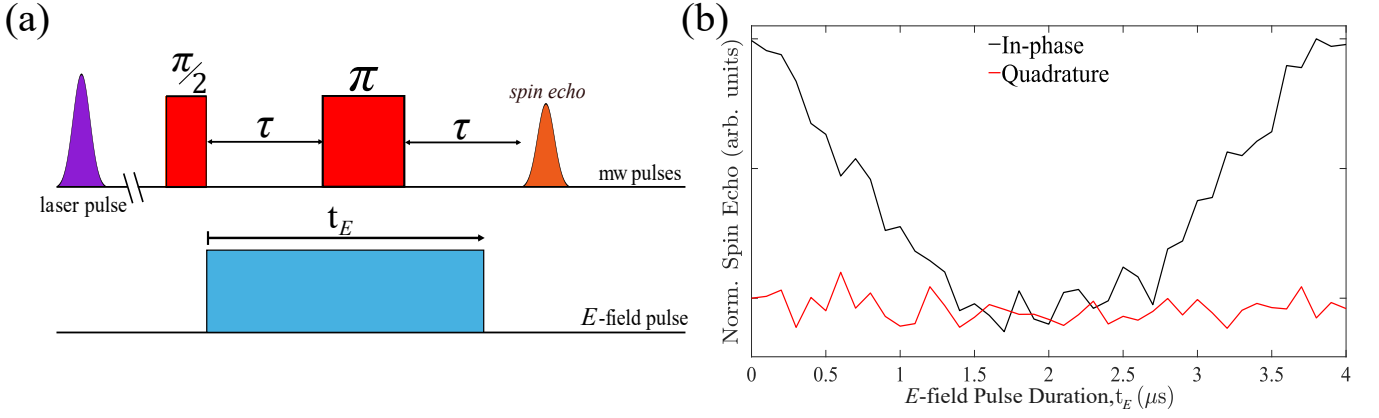 (a)
π/2
π
spin echo
τ
τ
mw pulses
laser pulse
t_E
E-field pulse
(b)
Norm. Spin Echo (arb. units)
In-phase
Quadrature
0 0.5 1 1.5 2 2.5 3 3.5 4
E-field Pulse Duration,t_E (μs)